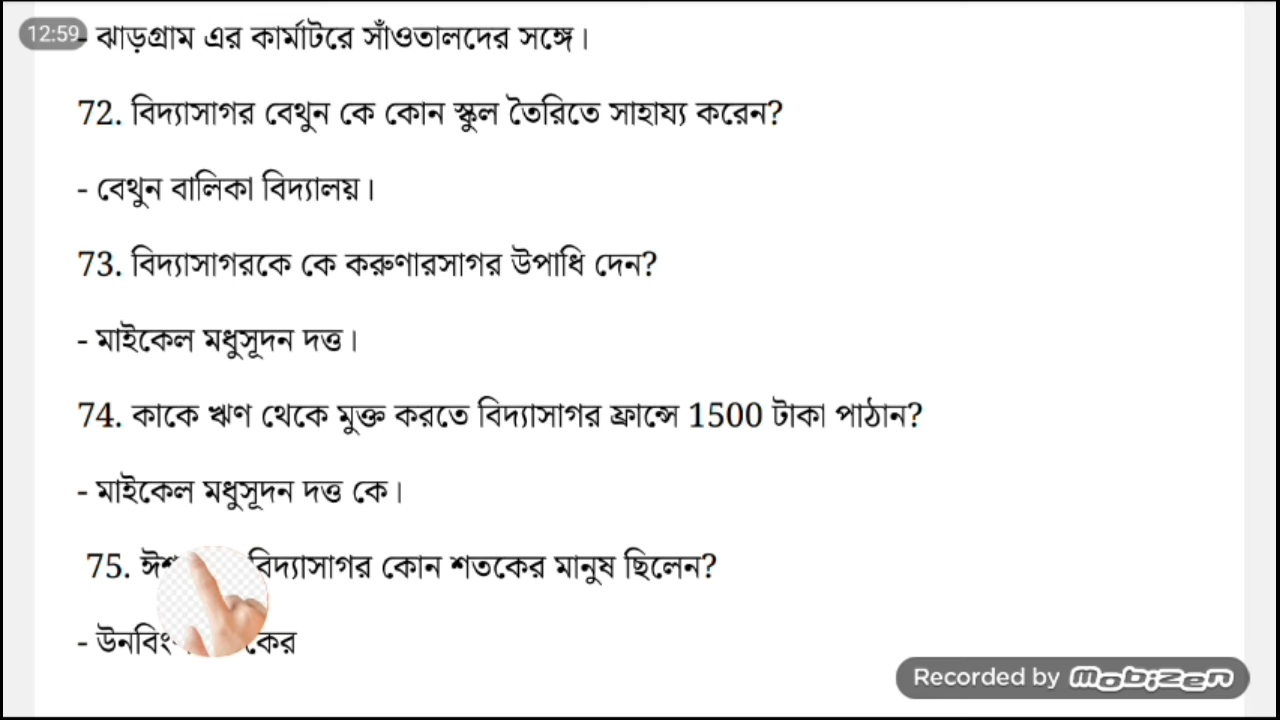 12:59
- ঝাড়গ্রাম এর কার্মাটরে সাঁওতালদের সঙ্গে।
72. বিদ্যাসাগর বেথুন কে কোন স্কুল তৈরিতে সাহায্য করেন?
- বেথুন বালিকা বিদ্যালয়।
73. বিদ্যাসাগরকে কে করুণারসাগর উপাধি দেন?
- মাইকেল মধুসূদন দত্ত।
74. কাকে ঋণ থেকে মুক্ত করতে বিদ্যাসাগর ফ্রান্সে 1500 টাকা পাঠান?
- মাইকেল মধুসূদন দত্ত কে।
75. বিদ্যাসাগর কোন শতকের মানুষ ছিলেন?
-
Recorded by Mobizen